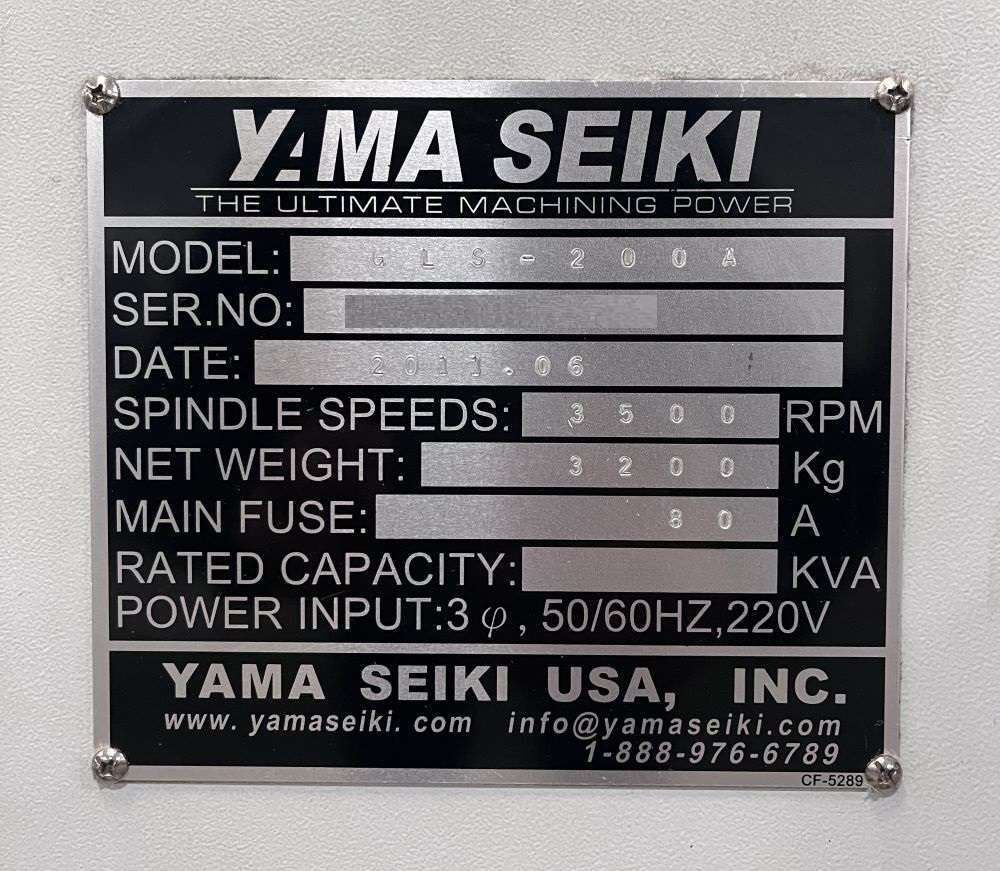 YAMA SEIKI
THE ULTIMATE MACHINING POWER
MODEL: GLS-200A
SER.NO:
DATE: 2011.06
SPINDLE SPEEDS: 3500 RPM
NET WEIGHT: 3200 Kg
MAIN FUSE: 80 A
RATED CAPACITY: KVA
POWER INPUT:3 φ, 50/60HZ,220V
YAMA SEIKI USA, INC.
www. yamaseiki. com info@yamaseiki.com
1-888-976-6789
CF-5289